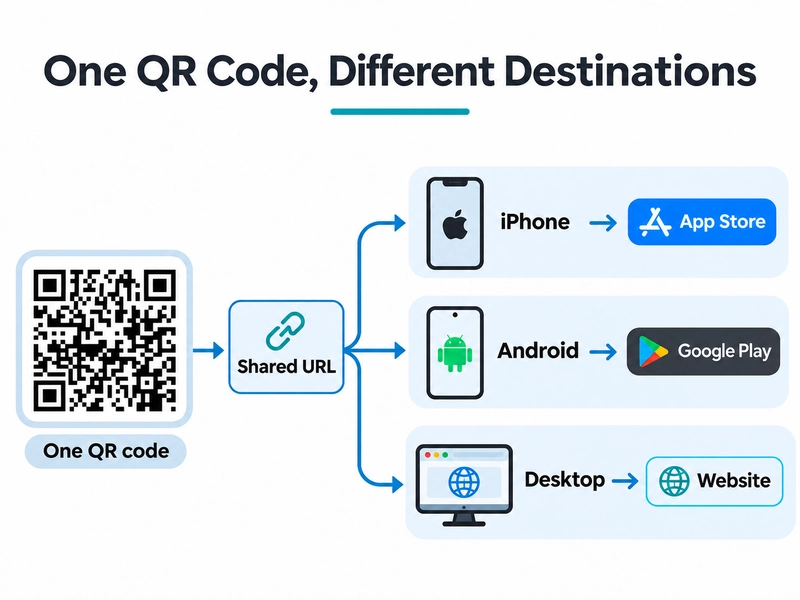 One QR Code, Different Destinations
One QR code
Shared URL
iPhone
App Store
Android
Google Play
Desktop
Website